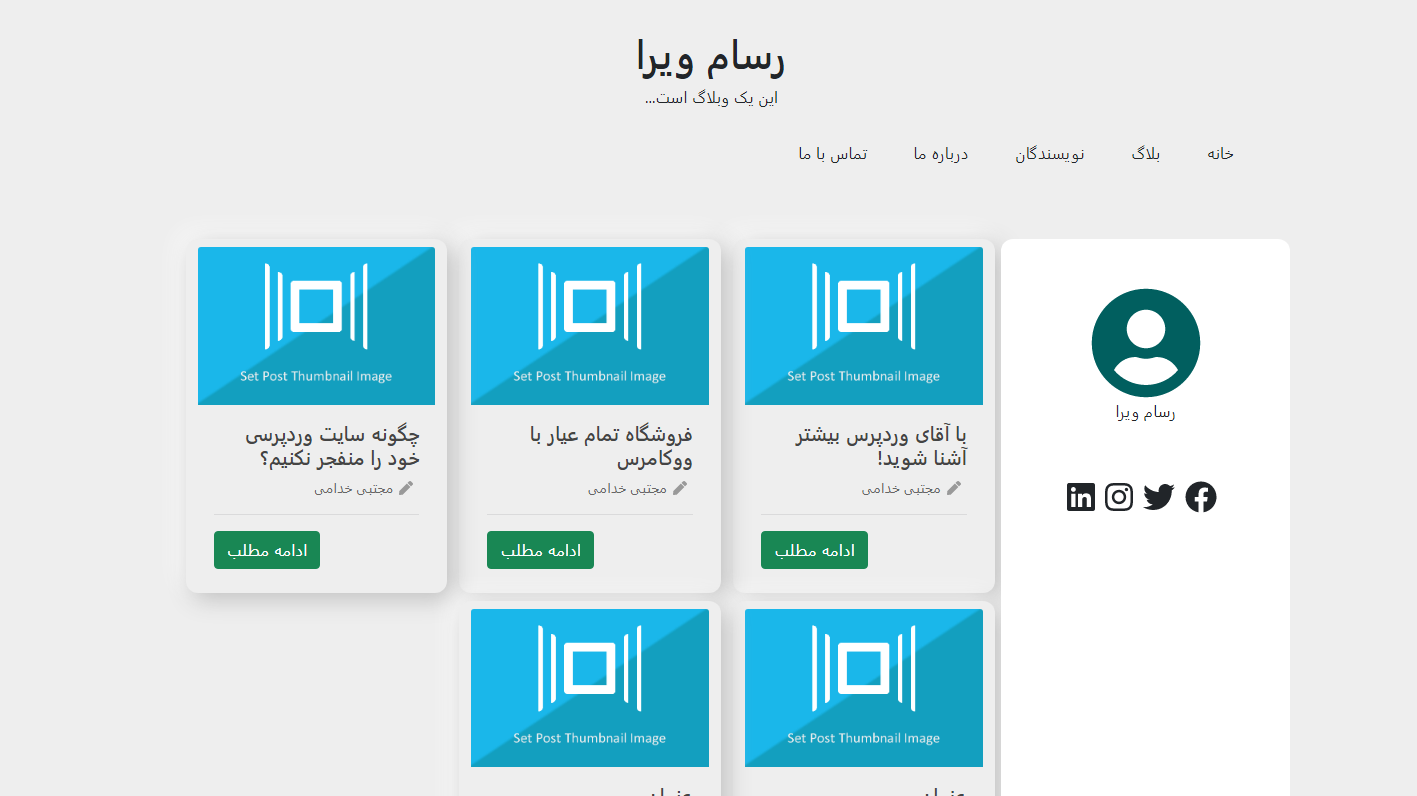 رسام ویرا
این یک وبلاگ است...
خانه
بلاگ
نویسندگان
درباره ما
تماس با ما
رسام ویرا
Set Post Thumbnail Image
با آقای وردپرس بیشتر
آشنا شوید!
مجتبی خدامی
ادامه مطلب
Set Post Thumbnail Image
فروشگاه تمام عیار با
ووکامرس
مجتبی خدامی
ادامه مطلب
Set Post Thumbnail Image
چگونه سایت وردپرسی
خود را منفجر نکنیم؟
مجتبی خدامی
ادامه مطلب
Set Post Thumbnail Image
Set Post Thumbnail Image